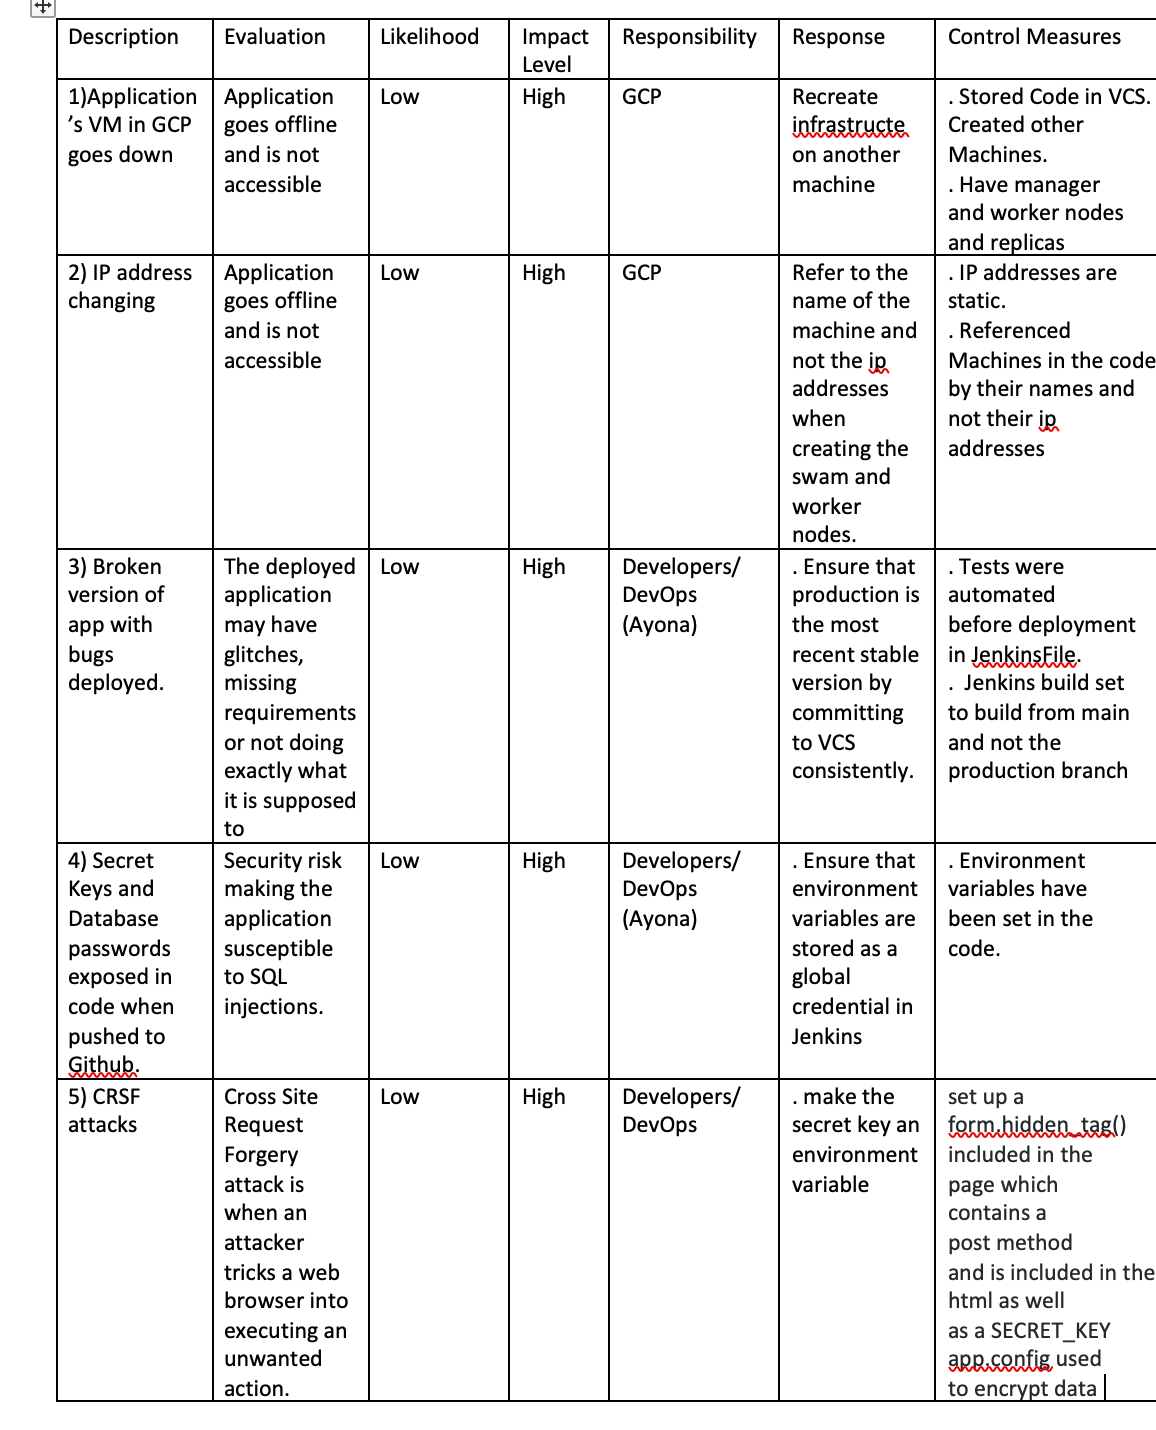 Description
Evaluation
Likelihood
Impact
Level
Responsibility
Response
Control Measures
1)Application
's VM in GCP
goes down
Application
goes offline
and is not
accessible
Low
High
GCP
Recreate
infrastructe
on another
machine
. Stored Code in VCS.
Created other
Machines.
. Have manager
and worker nodes
and replicas
2) IP address
changing
Application
goes offline
and is not
accessible
Low
High
GCP
Refer to the
name of the
machine and
not the ip
addresses
when
creating the
swam and
worker
nodes.
. IP addresses are
static.
. Referenced
Machines in the code
by their names and
not their ip
addresses
3) Broken
version of
app with
bugs
deployed.
The deployed
application
may have
glitches,
missing
requirements
or not doing
exactly what
it is supposed
to
Low
High
Developers/
DevOps
(Ayona)
. Ensure that
production is
the most
recent stable
version by
committing
to VCS
consistently.
. Tests were
automated
before deployment
in JenkinsFile.
. Jenkins build set
to build from main
and not the
production branch
4) Secret
Keys and
Database
passwords
exposed in
code when
pushed to
Github.
Security risk
making the
application
susceptible
to SQL
injections.
Low
High
Developers/
DevOps
(Ayona)
. Ensure that
environment
variables are
stored as a
global
credential in
Jenkins
. Environment
variables have
been set in the
code.
5) CRSF
attacks
Cross Site
Request
Forgery
attack is
when an
attacker
tricks a web
browser into
executing an
unwanted
action.
Low
High
Developers/
DevOps
. make the
secret key an
environment
variable
set up a
form.hidden_tag()
included in the
page which
contains a
post method
and is included in the
html as well
as a SECRET_KEY
app.config used
to encrypt data